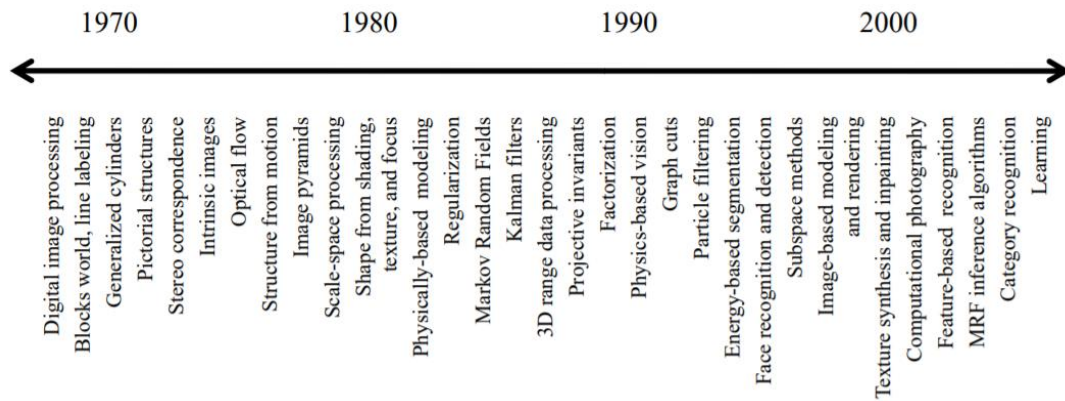 1970 1980 1990 2000
Digital image processing
Blocks world, line labeling
Generalized cylinders
Pictorial structures
Stereo correspondence
Intrinsic images
Optical flow
Structure from motion
Image pyramids
Scale-space processing
Shape from shading,
texture, and focus
Physically-based modeling
Regularization
Markov Random Fields
Kalman filters
3D range data processing
Projective invariants
Factorization
Physics-based vision
Graph cuts
Particle filtering
Energy-based segmentation
Face recognition and detection
Subspace methods
Image-based modeling
and rendering
Texture synthesis and inpainting
Computational photography
Feature-based recognition
MRF inference algorithms
Category recognition
Learning